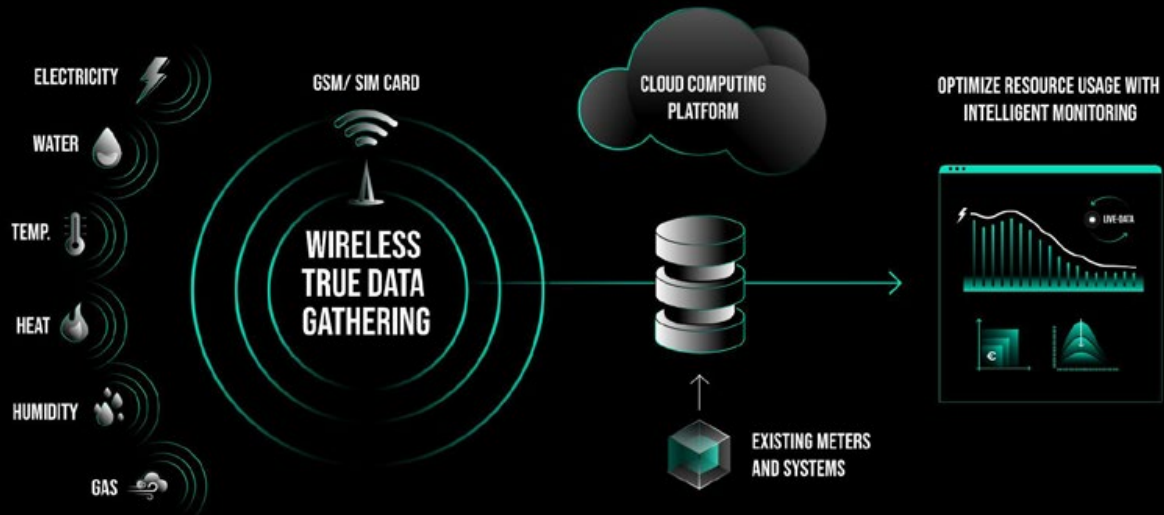 ELECTRICITY
WATER
TEMP.
HEAT
HUMIDITY
GAS
GSM/ SIM CARD
WIRELESS
TRUE DATA
GATHERING
CLOUD COMPUTING
PLATFORM
EXISTING METERS
AND SYSTEMS
OPTIMIZE RESOURCE USAGE WITH
INTELLIGENT MONITORING
LIVE-DATA
€